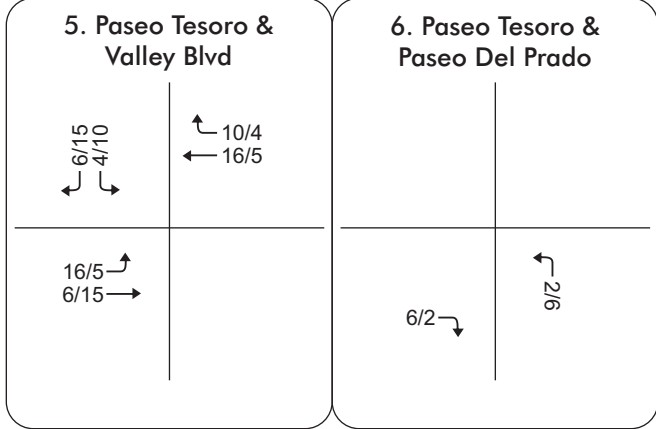 5. Paseo Tesoro &
Valley Blvd
6/15
4/10
10/4
16/5
16/5
6/15
6. Paseo Tesoro &
Paseo Del Prado
6/2
2/6